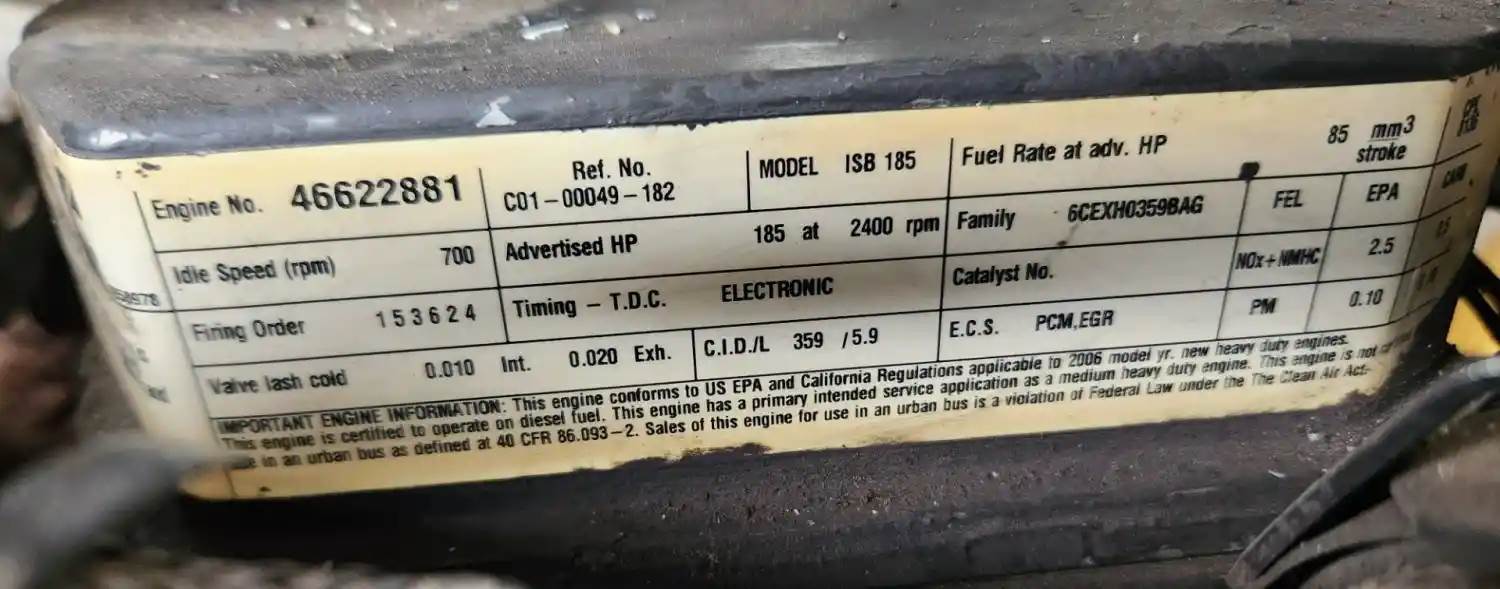 Engine No. 46622881
Ref. No.
C01-00049-182
MODEL ISB 185
Fuel Rate at adv. HP 85 mm3
stroke
Idle Speed (rpm) 700
Advertised HP 185 at 2400 rpm
Family 6CEXH0359BAG
FEL EPA
Firing Order 153624
Timing - T.D.C. ELECTRONIC
Catalyst No.
NOx+NMHC 2.5
Valve lash cold 0.010 Int. 0.020 Exh.
C.I.D./L 359 /5.9
E.C.S. PCM,EGR
PM 0.10
IMPORTANT ENGINE INFORMATION: This engine conforms to US EPA and California Regulations applicable to 2006 model yr. new heavy duty engines.
This engine is certified to operate on diesel fuel. This engine has a primary intended service application as a medium heavy duty engine. This engine is not
in an urban bus as defined at 40 CFR 86.093-2. Sales of this engine for use in an urban bus is a violation of Federal Law under the The Clean Air Act-